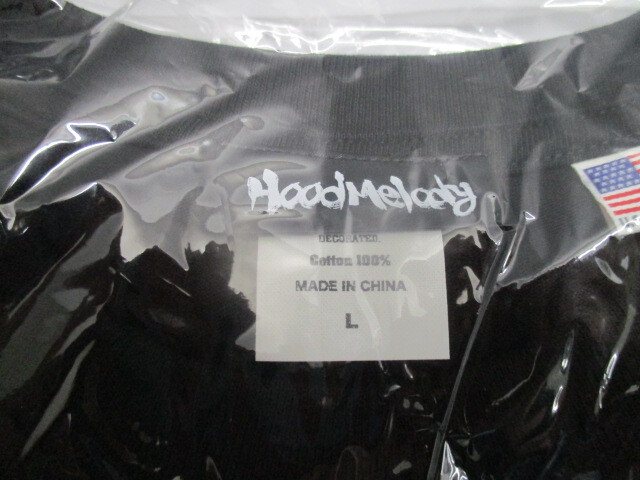 HoodMelody
DECORATED.
Cotton 100%
MADE IN CHINA
L